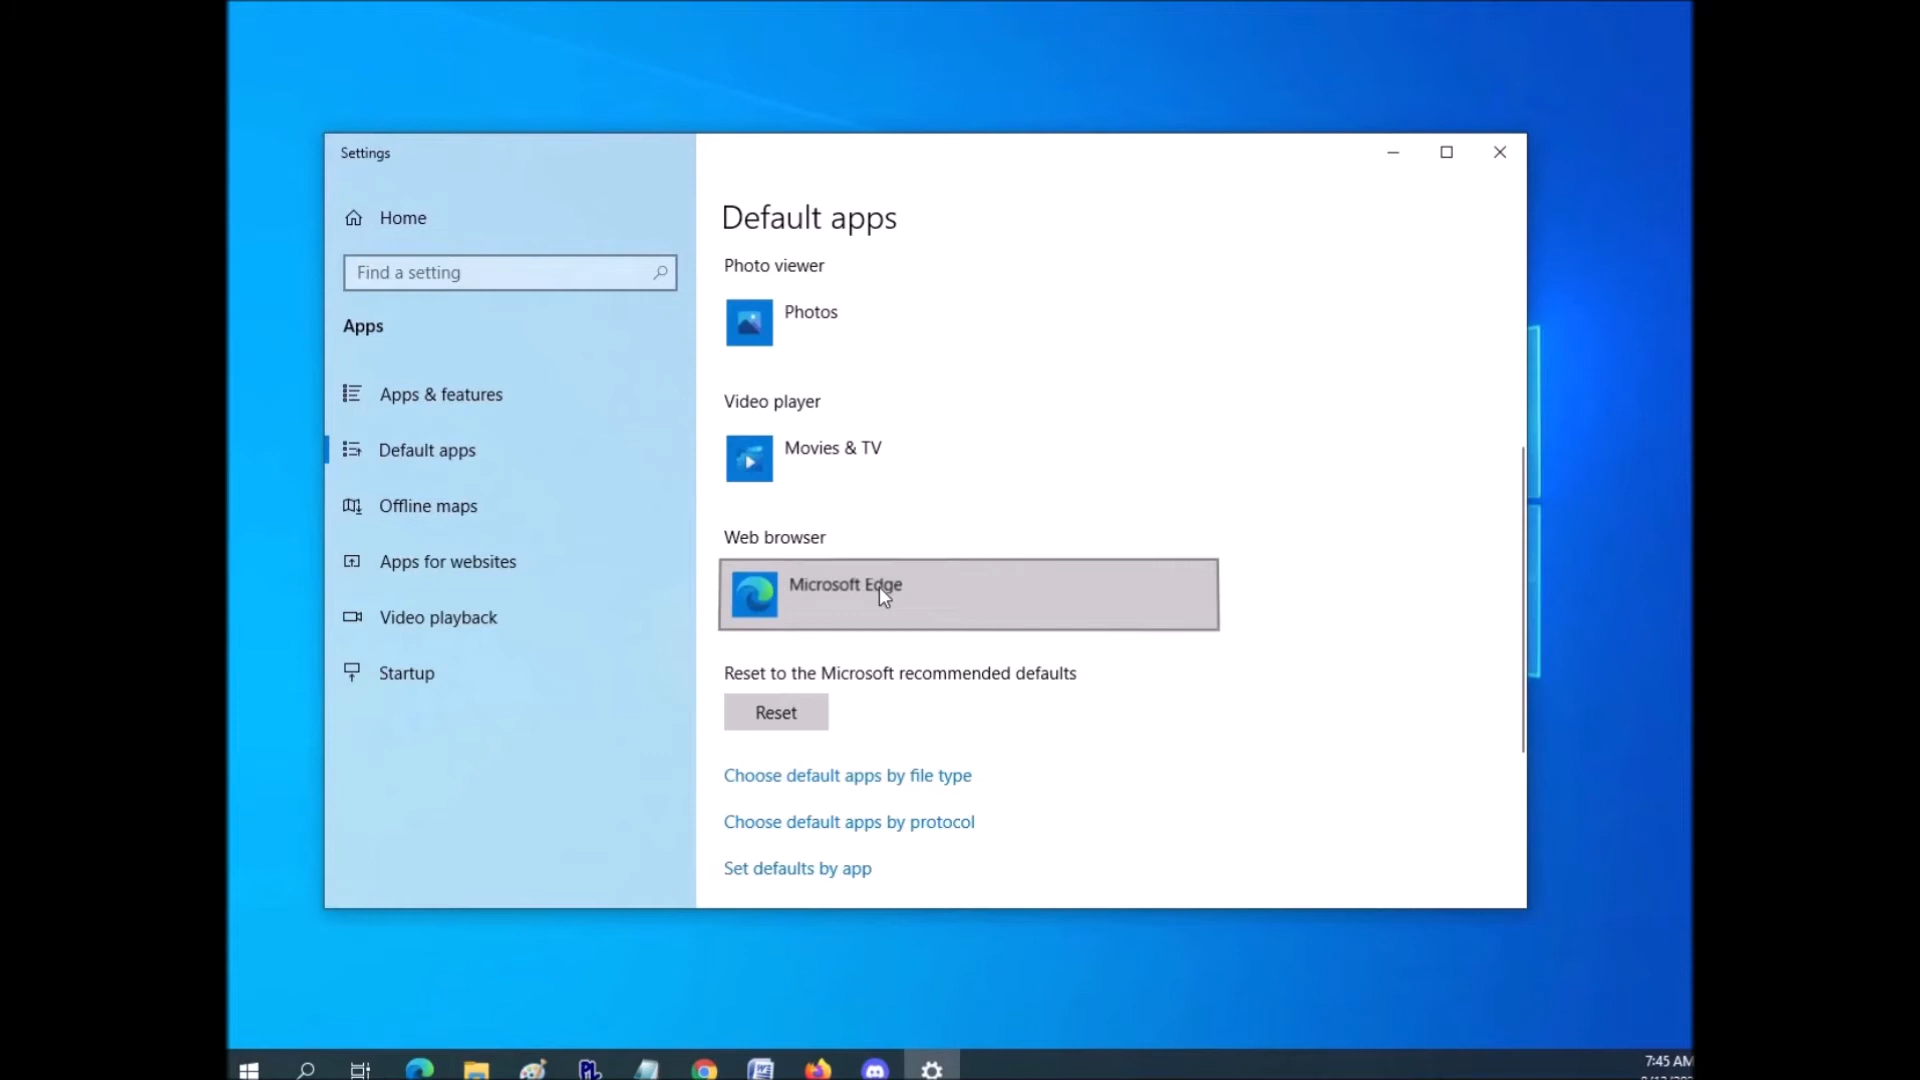 Settings
Home
Find a setting
Apps
Apps & features
Default apps
Offline maps
Apps for websites
Video playback
Startup
Default apps
Photo viewer
Photos
Video player
Movies & TV
Web browser
Microsoft Edge
Reset to the Microsoft recommended defaults
Reset
Choose default apps by file type
Choose default apps by protocol
Set defaults by app
7:45 AM